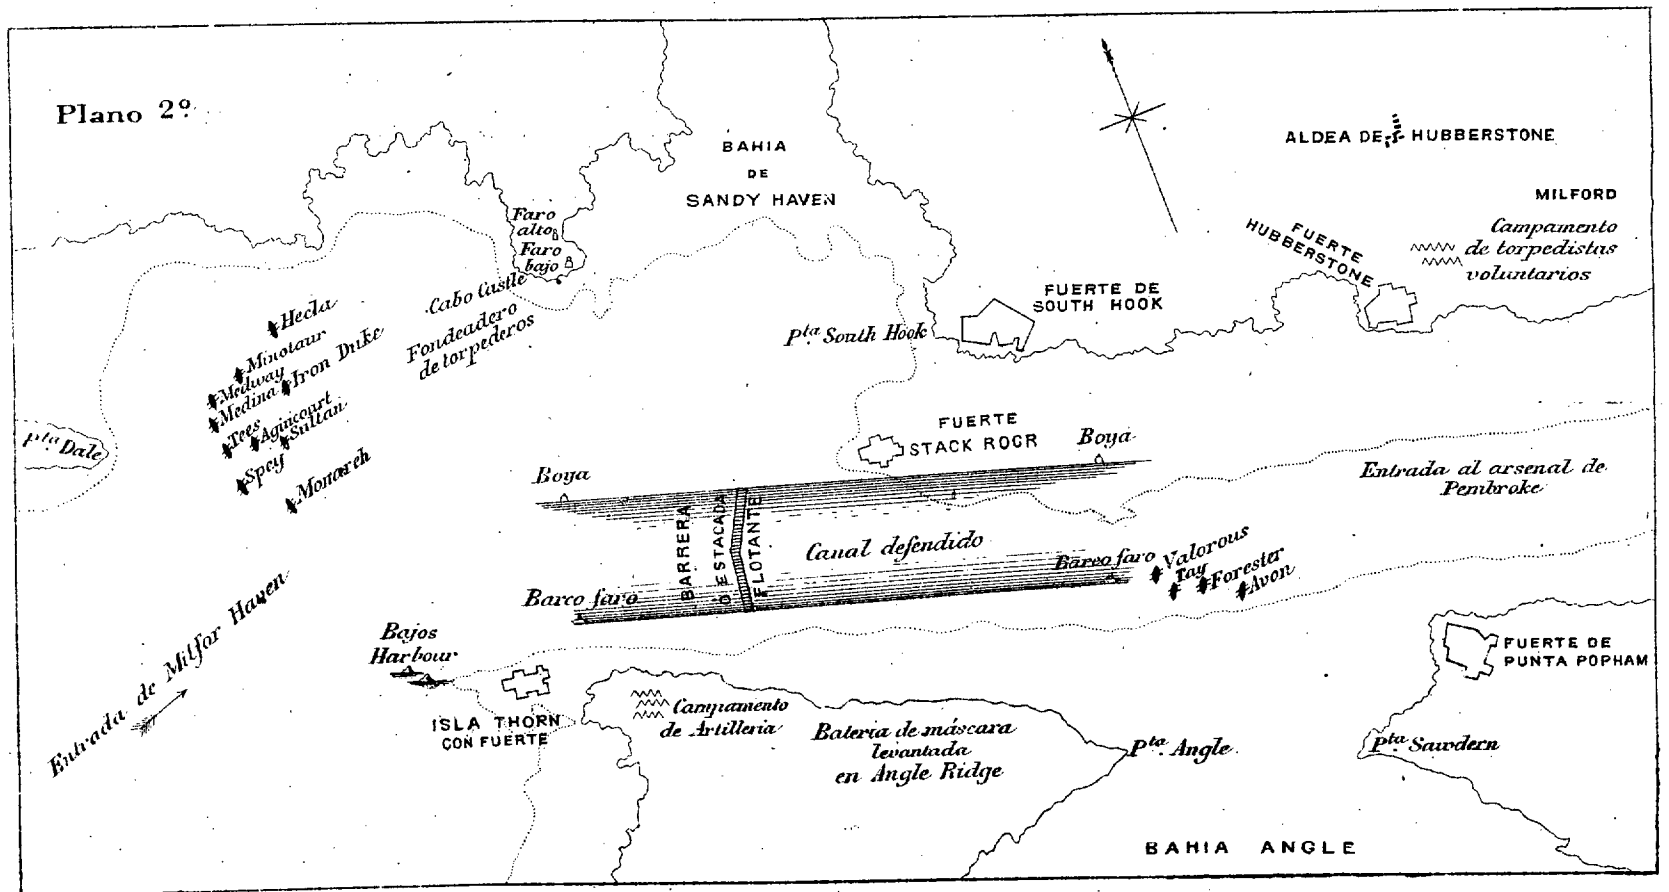 Plano 2º
BAHIA
DE
SANDY HAVEN
ALDEA DE HUBBERSTONE
MILFORD
Campamento
de torpedistas
voluntarios
FUERTE
HUBBERSTONE
Faro
alto
Faro
bajo
Cabo Castle
Fondeadero
de torpederos
FUERTE DE
SOUTH HOOK
Pta South Hook
Hecla
Minotaur
Iron Duke
Medway
Medina
Agincourt
Tees
Sultan
Spey
Monarch
Pta Dale
FUERTE
STACK ROCR
Boya
Boya
Entrada al arsenal de
Pembroke
BARRERA
O ESTACADA
FLOTANTE
Canal defendido
Barco faro
Barco faro
Valorous
Tay
Forester
Avon
Entrada de Milfor Haven
Bajos
Harbour
ISLA THORN
CON FUERTE
Campamento
de Artilleria
Bateria de máscara
levantada
en Angle Ridge
Pta Angle
Pta Sawdern
FUERTE DE
PUNTA POPHAM
BAHIA ANGLE